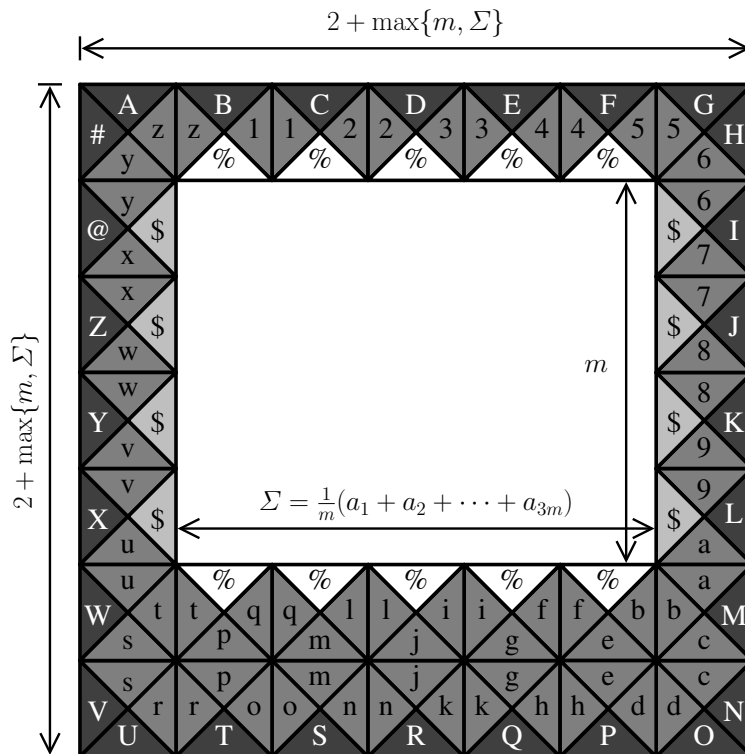 2 + max{m, Σ}
A B C D E F G
# z z 1 1 2 2 3 3 4 4 5 5 H
y % % % % % 6
y 6
@ $ $ I
x 7
x 7
Z $ $ J
w 8
w 8
Y $ $ K
v 9
v 9
X $ $ L
u a
u % % % % % a
W t t q q l l i i f f b b M
s p m j g e c
s p m j g e c
V r r o o n n k k h h d d N
U T S R Q P O
2 + max{m, Σ}
m
Σ = 1/m (a₁ + a₂ + ⋯ + a₃ₘ)